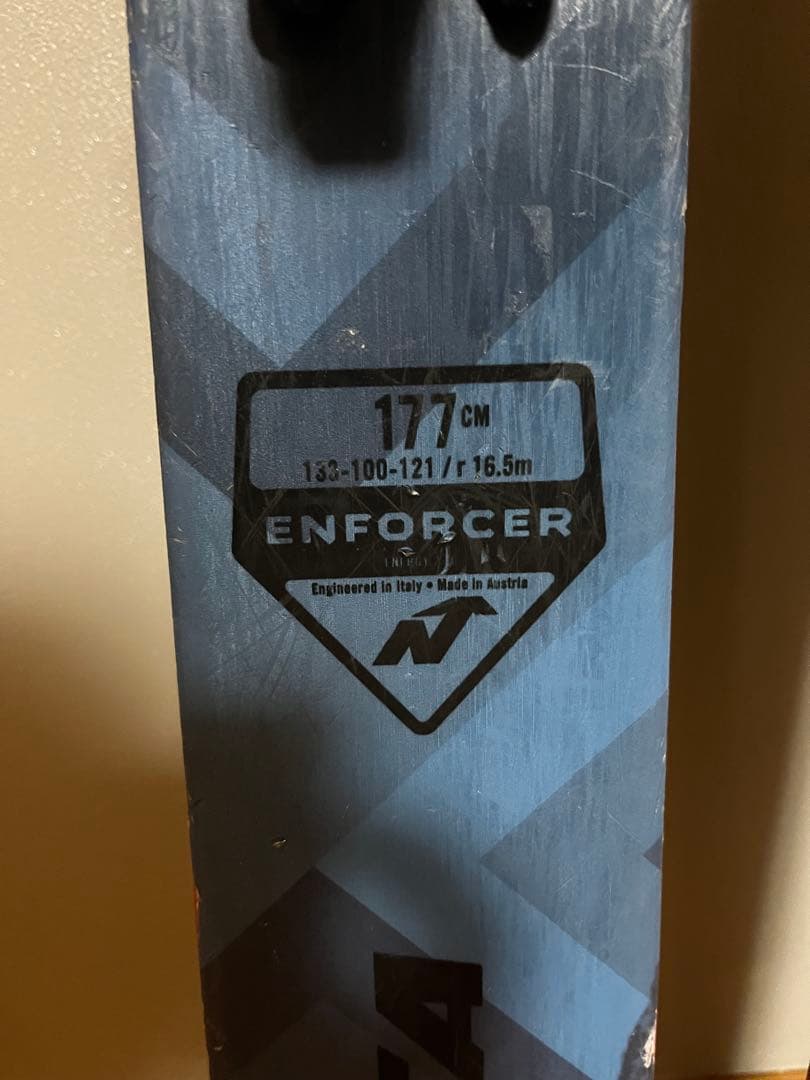 177 CM
133-100-121 / r 16.5m
ENFORCER
Engineered in Italy • Made in Austria